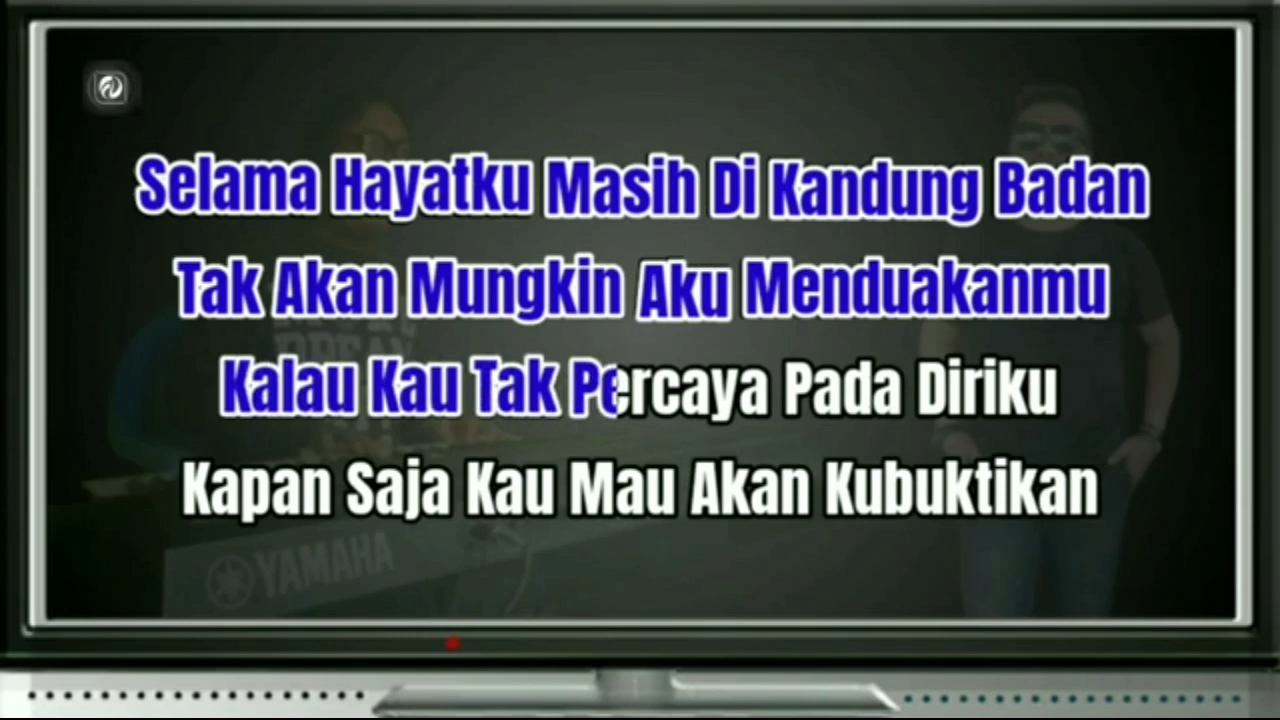 Selama Hayatku Masih Di Kandung Badan
Tak Akan Mungkin Aku Menduakanmu
Kalau Kau Tak Percaya Pada Diriku
Kapan Saja Kau Mau Akan Kubuktikan
YAMAHA